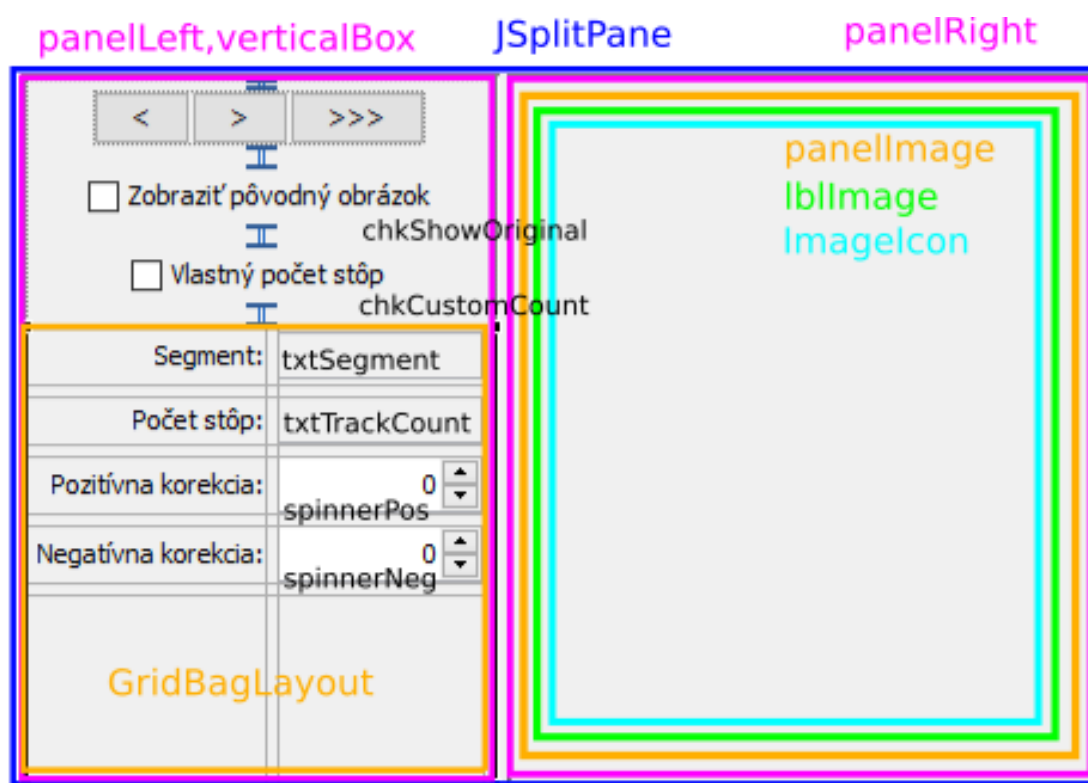 panelLeft,verticalBox JSplitPane panelRight
< > >>>
panelImage
Zobraziť pôvodný obrázok
lblImage
chkShowOriginal
ImageIcon
Vlastný počet stôp
chkCustomCount
Segment: txtSegment
Počet stôp: txtTrackCount
Pozitívna korekcia: 0
spinnerPos
Negatívna korekcia: 0
spinnerNeg
GridBagLayout